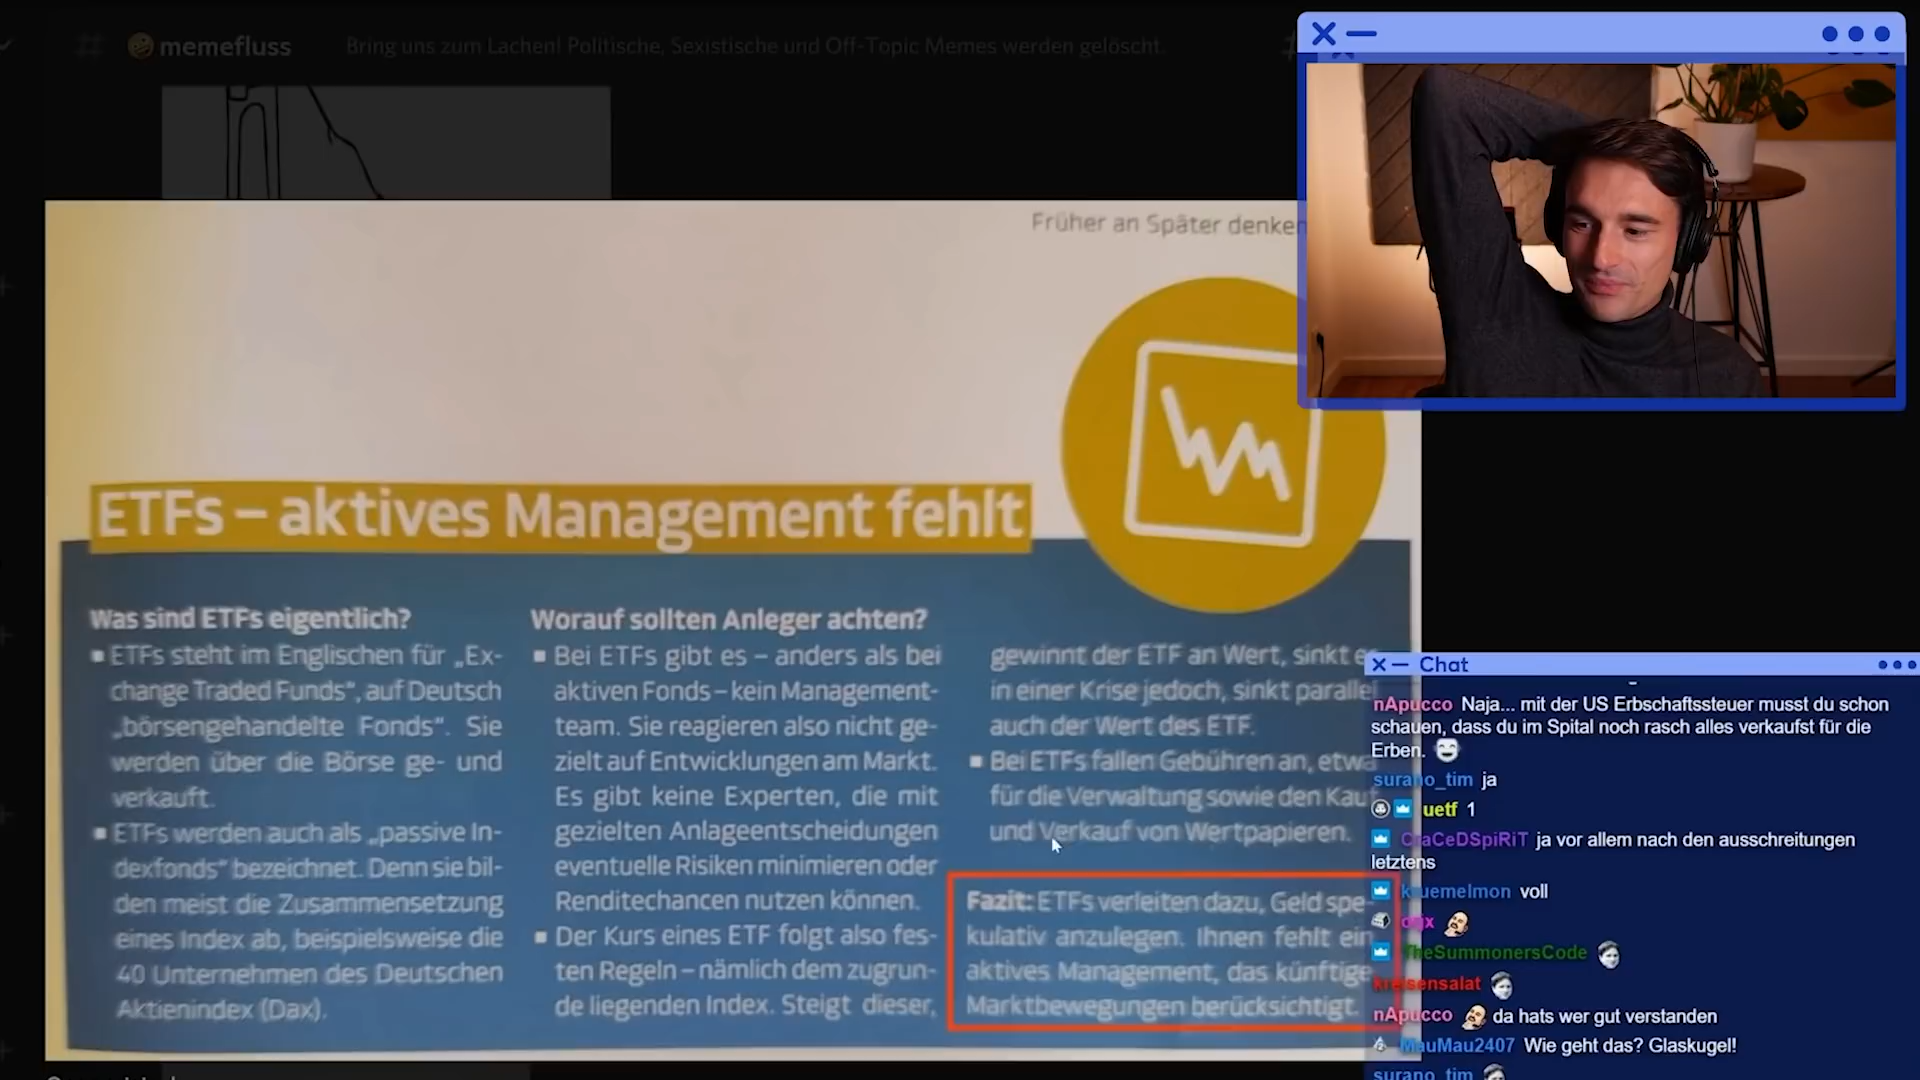 memefluss
Bring uns zum Lachen! Politische, Sexistische und Off-Topic Memes werden gelöscht.
Früher an Später denken
ETFs – aktives Management fehlt
Was sind ETFs eigentlich?
▪ ETFs steht im Englischen für „Ex-
change Traded Funds“, auf Deutsch
„börsengehandelte Fonds“. Sie
werden über die Börse ge- und
verkauft.
▪ ETFs werden auch als „passive In-
dexfonds“ bezeichnet. Denn sie bil-
den meist die Zusammensetzung
eines Index ab, beispielsweise die
40 Unternehmen des Deutschen
Aktienindex (Dax).
Worauf sollten Anleger achten?
▪ Bei ETFs gibt es – anders als bei
aktiven Fonds – kein Management-
team. Sie reagieren also nicht ge-
zielt auf Entwicklungen am Markt.
Es gibt keine Experten, die mit
gezielten Anlageentscheidungen
eventuelle Risiken minimieren oder
Renditechancen nutzen können.
▪ Der Kurs eines ETF folgt also fes-
ten Regeln – nämlich dem zugrun-
de liegenden Index. Steigt dieser,
gewinnt der ETF an Wert, sinkt er
in einer Krise jedoch, sinkt parallel
auch der Wert des ETF.
▪ Bei ETFs fallen Gebühren an, etwa
für die Verwaltung sowie den Kauf
und Verkauf von Wertpapieren.
Fazit: ETFs verleiten dazu, Geld spe-
kulativ anzulegen. Ihnen fehlt ein
aktives Management, das künftige
Marktbewegungen berücksichtigt.
Chat
nApucco Naja... mit der US Erbschaftssteuer musst du schon
schauen, dass du im Spital noch rasch alles verkaufst für die
Erben.
surano_tim ja
uetf 1
CraCeDSpiRiT ja vor allem nach den ausschreitungen
letztens
kruemelmon voll
TheSummonersCode
kreisensalat
nApucco da hats wer gut verstanden
MauMau2407 Wie geht das? Glaskugel!
surano_tim